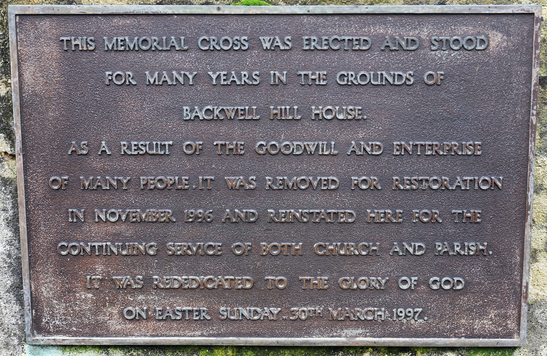 THIS MEMORIAL CROSS WAS ERECTED AND STOOD
FOR MANY YEARS IN THE GROUNDS OF
BACKWELL HILL HOUSE.
AS A RESULT OF THE GOODWILL AND ENTERPRISE
OF MANY PEOPLE. IT WAS REMOVED FOR RESTORATION
IN NOVEMBER. 1996 AND REINSTATED HERE FOR THE
CONTINUING SERVICE OF BOTH CHURCH AND PARISH.
IT WAS REDEDICATED TO THE GLORY OF GOD
ON EASTER SUNDAY. 30TH MARCH 1997.